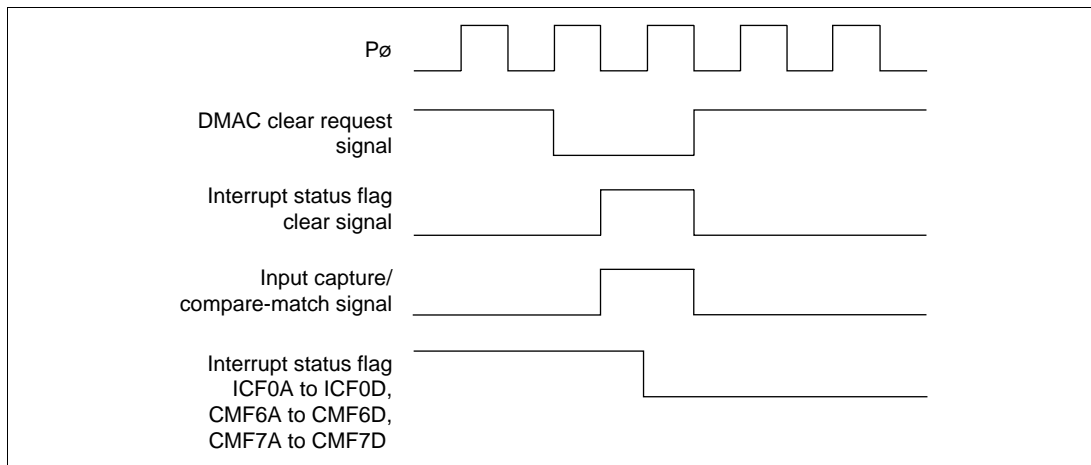 Pø
DMAC clear request
signal
Interrupt status flag
clear signal
Input capture/
compare-match signal
Interrupt status flag
ICF0A to ICF0D,
CMF6A to CMF6D,
CMF7A to CMF7D